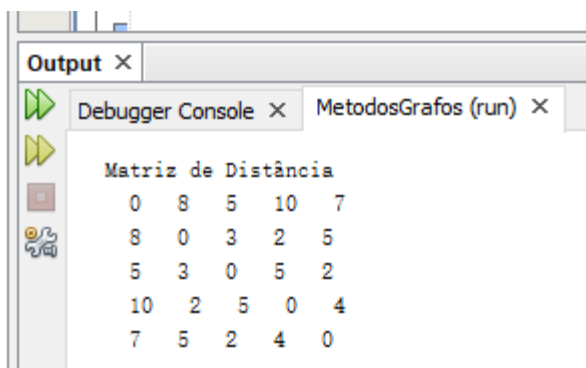 Output ×
Debugger Console × MetodosGrafos (run) ×
Matriz de Distância
0 8 5 10 7
8 0 3 2 5
5 3 0 5 2
10 2 5 0 4
7 5 2 4 0